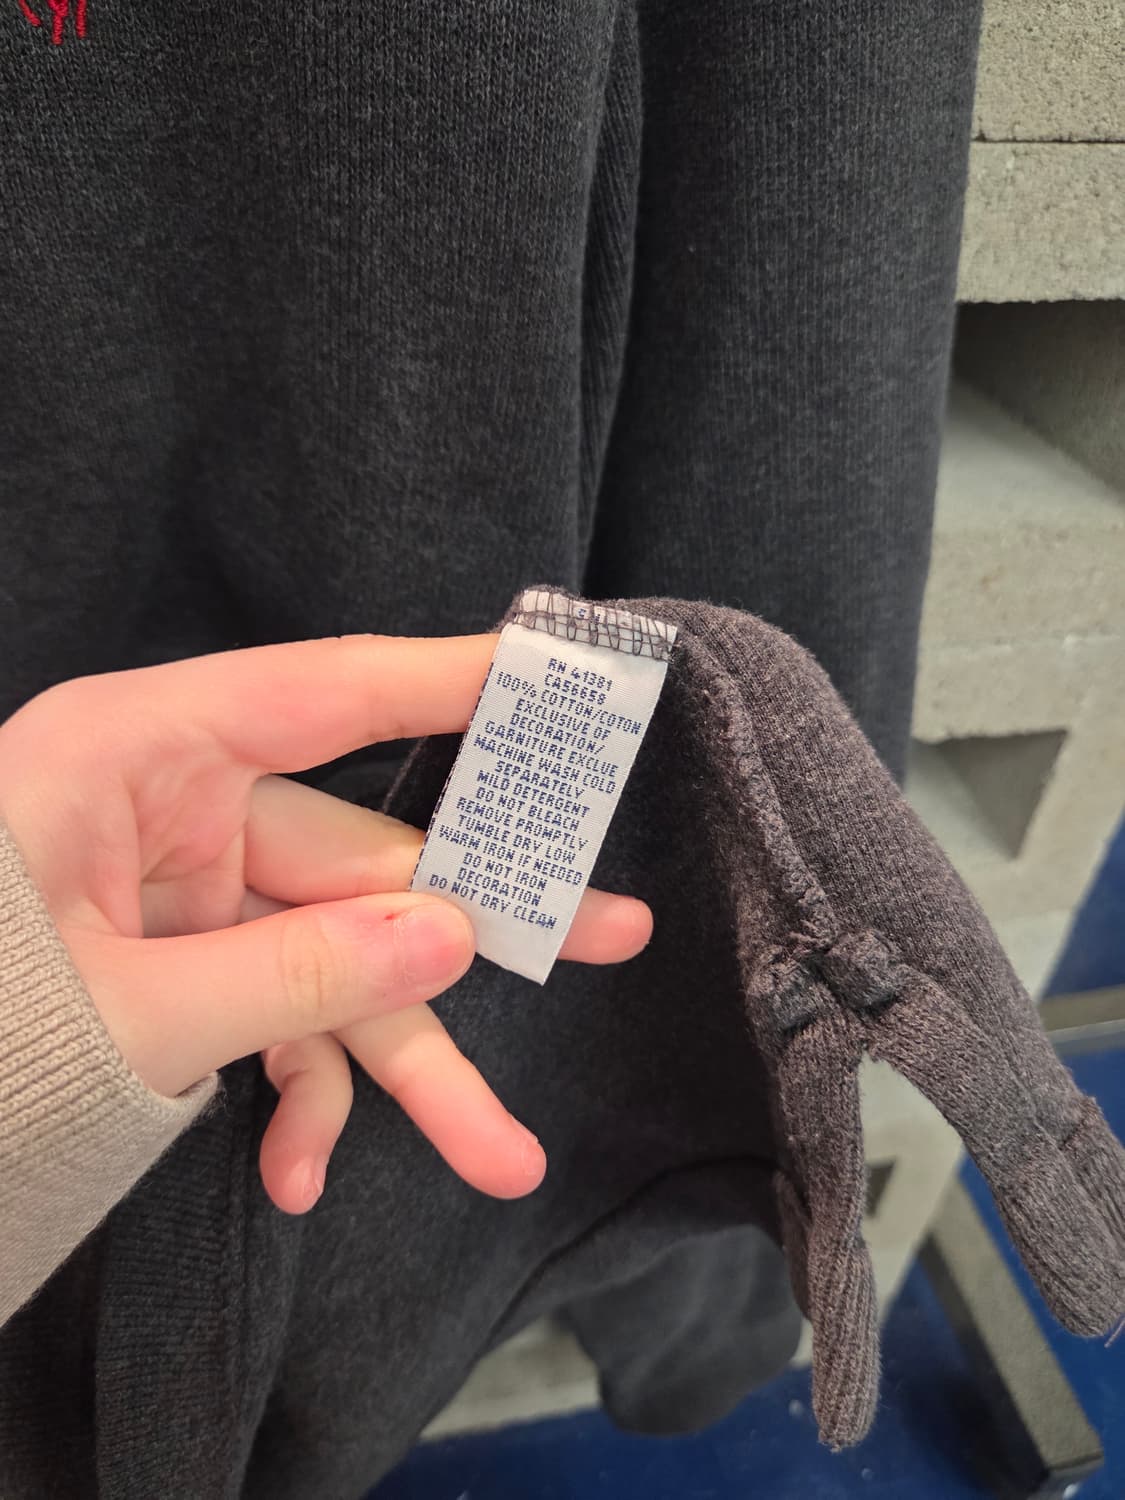 RN 41381
CA56658
100% COTTON/COTON
EXCLUSIVE OF
DECORATION/
GARNITURE EXCLUE
MACHINE WASH COLD
SEPARATELY
MILD DETERGENT
DO NOT BLEACH
REMOVE PROMPTLY
TUMBLE DRY LOW
WARM IRON IF NEEDED
DO NOT IRON
DECORATION
DO NOT DRY CLEAN